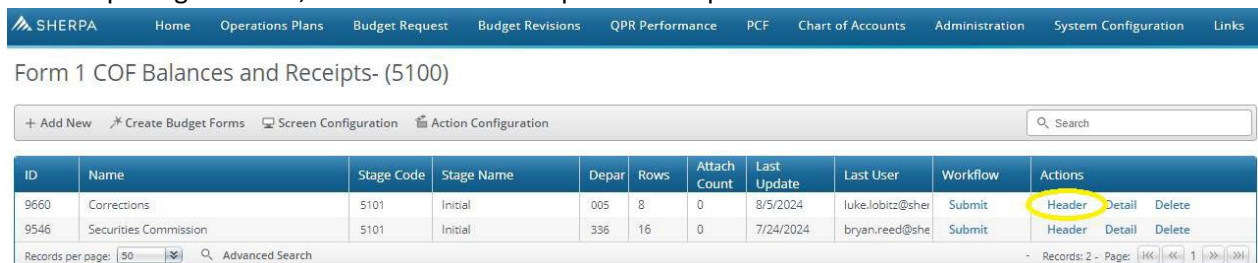 SHERPA Home Operations Plans Budget Request Budget Revisions QPR Performance PCF Chart of Accounts Administration System Configuration Links
Form 1 COF Balances and Receipts- (5100)
+ Add New Create Budget Forms Screen Configuration Action Configuration Search
ID Name Stage Code Stage Name Depar Rows Attach Count Last Update Last User Workflow Actions
9660 Corrections 5101 Initial 005 8 0 8/5/2024 luke.lobitz@sher Submit Header Detail Delete
9546 Securities Commission 5101 Initial 336 16 0 7/24/2024 bryan.reed@she Submit Header Detail Delete
Records per page: 50 Advanced Search - Records: 2 - Page: 1